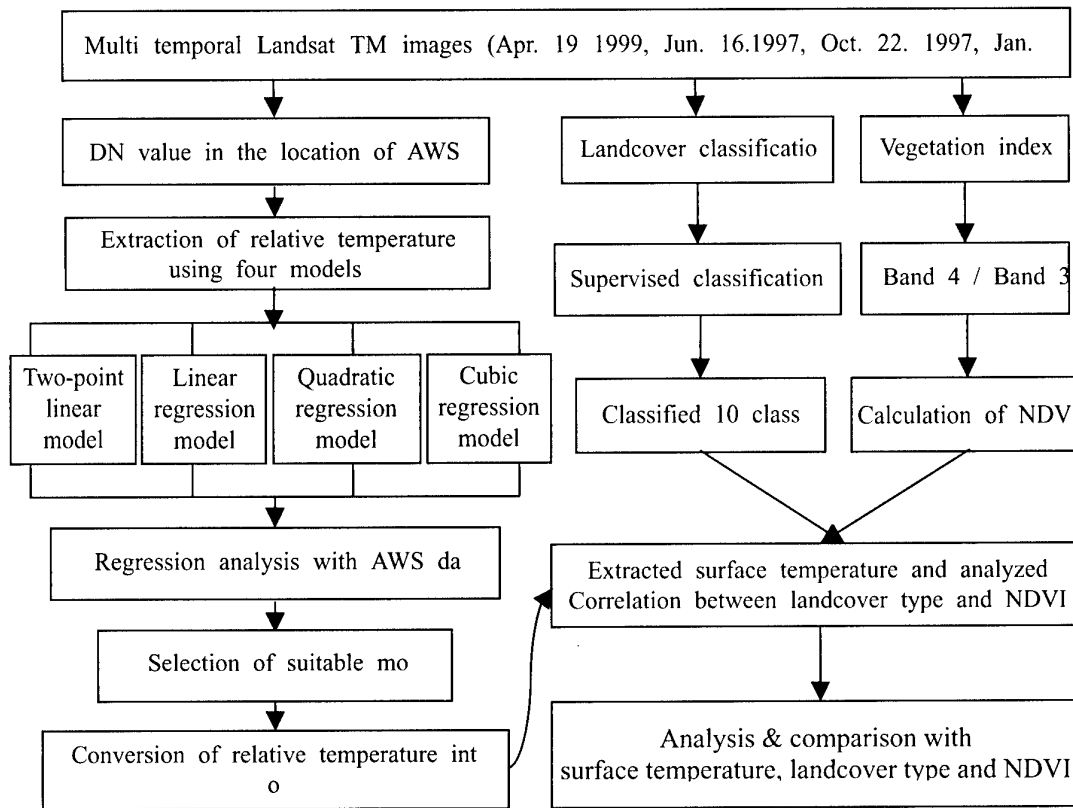 Multi temporal Landsat TM images (Apr. 19 1999, Jun. 16.1997, Oct. 22. 1997, Jan.
DN value in the location of AWS
Landcover classificatio
Vegetation index
Extraction of relative temperature
using four models
Supervised classification
Band 4 / Band 3
Two-point
linear
model
Linear
regression
model
Quadratic
regression
model
Cubic
regression
model
Classified 10 class
Calculation of NDV
Regression analysis with AWS da
Extracted surface temperature and analyzed
Correlation between landcover type and NDVI
Selection of suitable mo
Conversion of relative temperature int
o
Analysis & comparison with
surface temperature, landcover type and NDVI